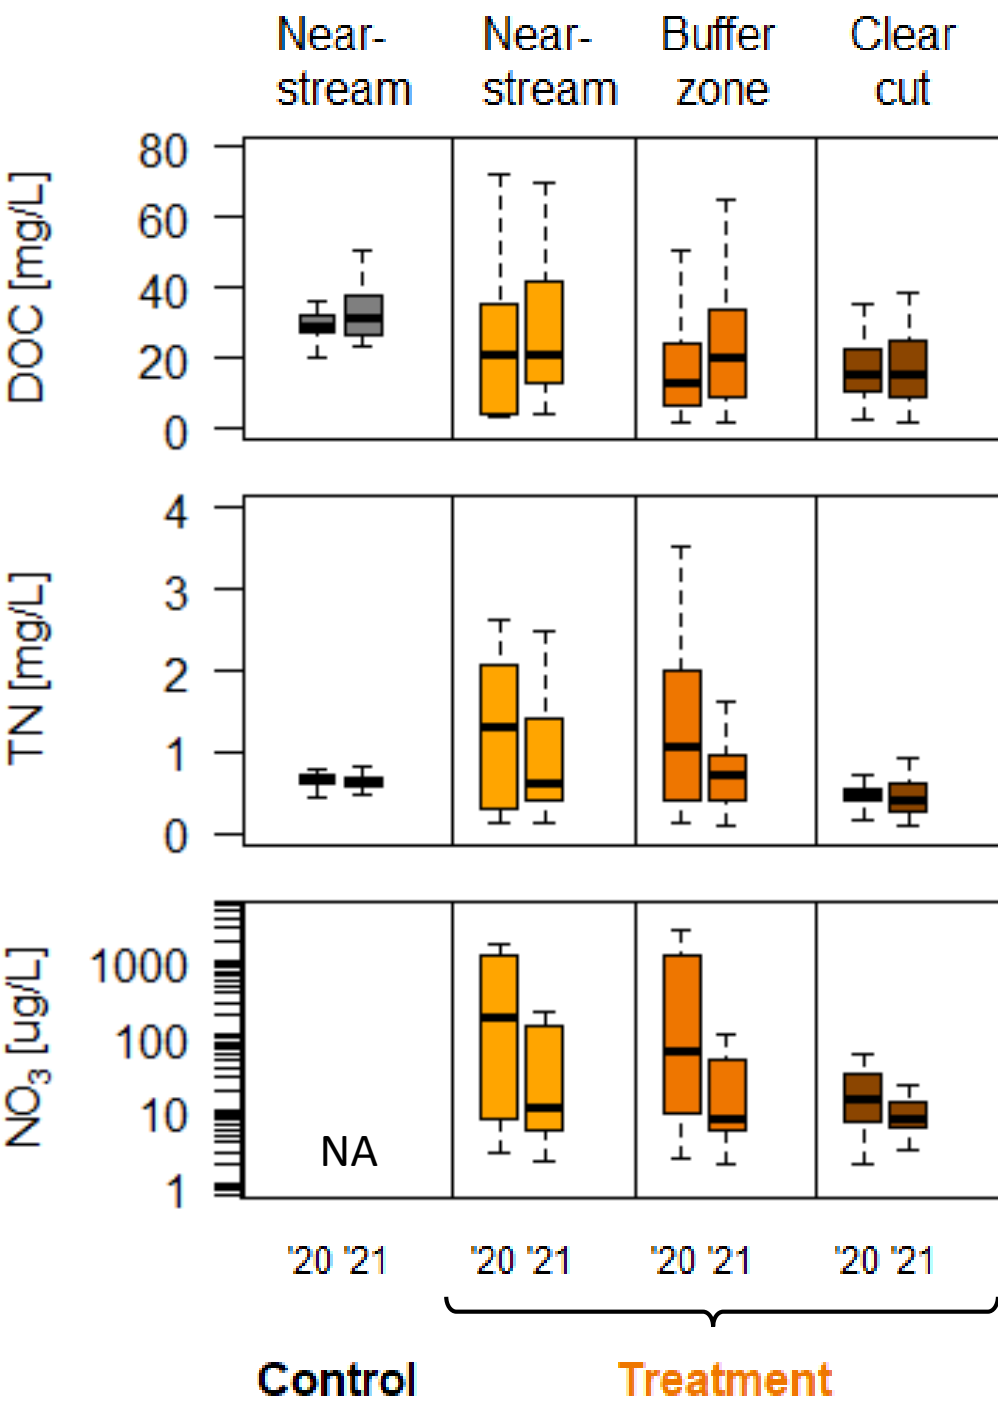 Near- Near- Buffer Clear
stream stream zone cut
DOC [mg/L]
80
60
40
20
0
TN [mg/L]
4
3
2
1
0
NO3 [ug/L]
1000
100
10
1
NA
'20 '21 '20 '21 '20 '21 '20 '21
Control Treatment